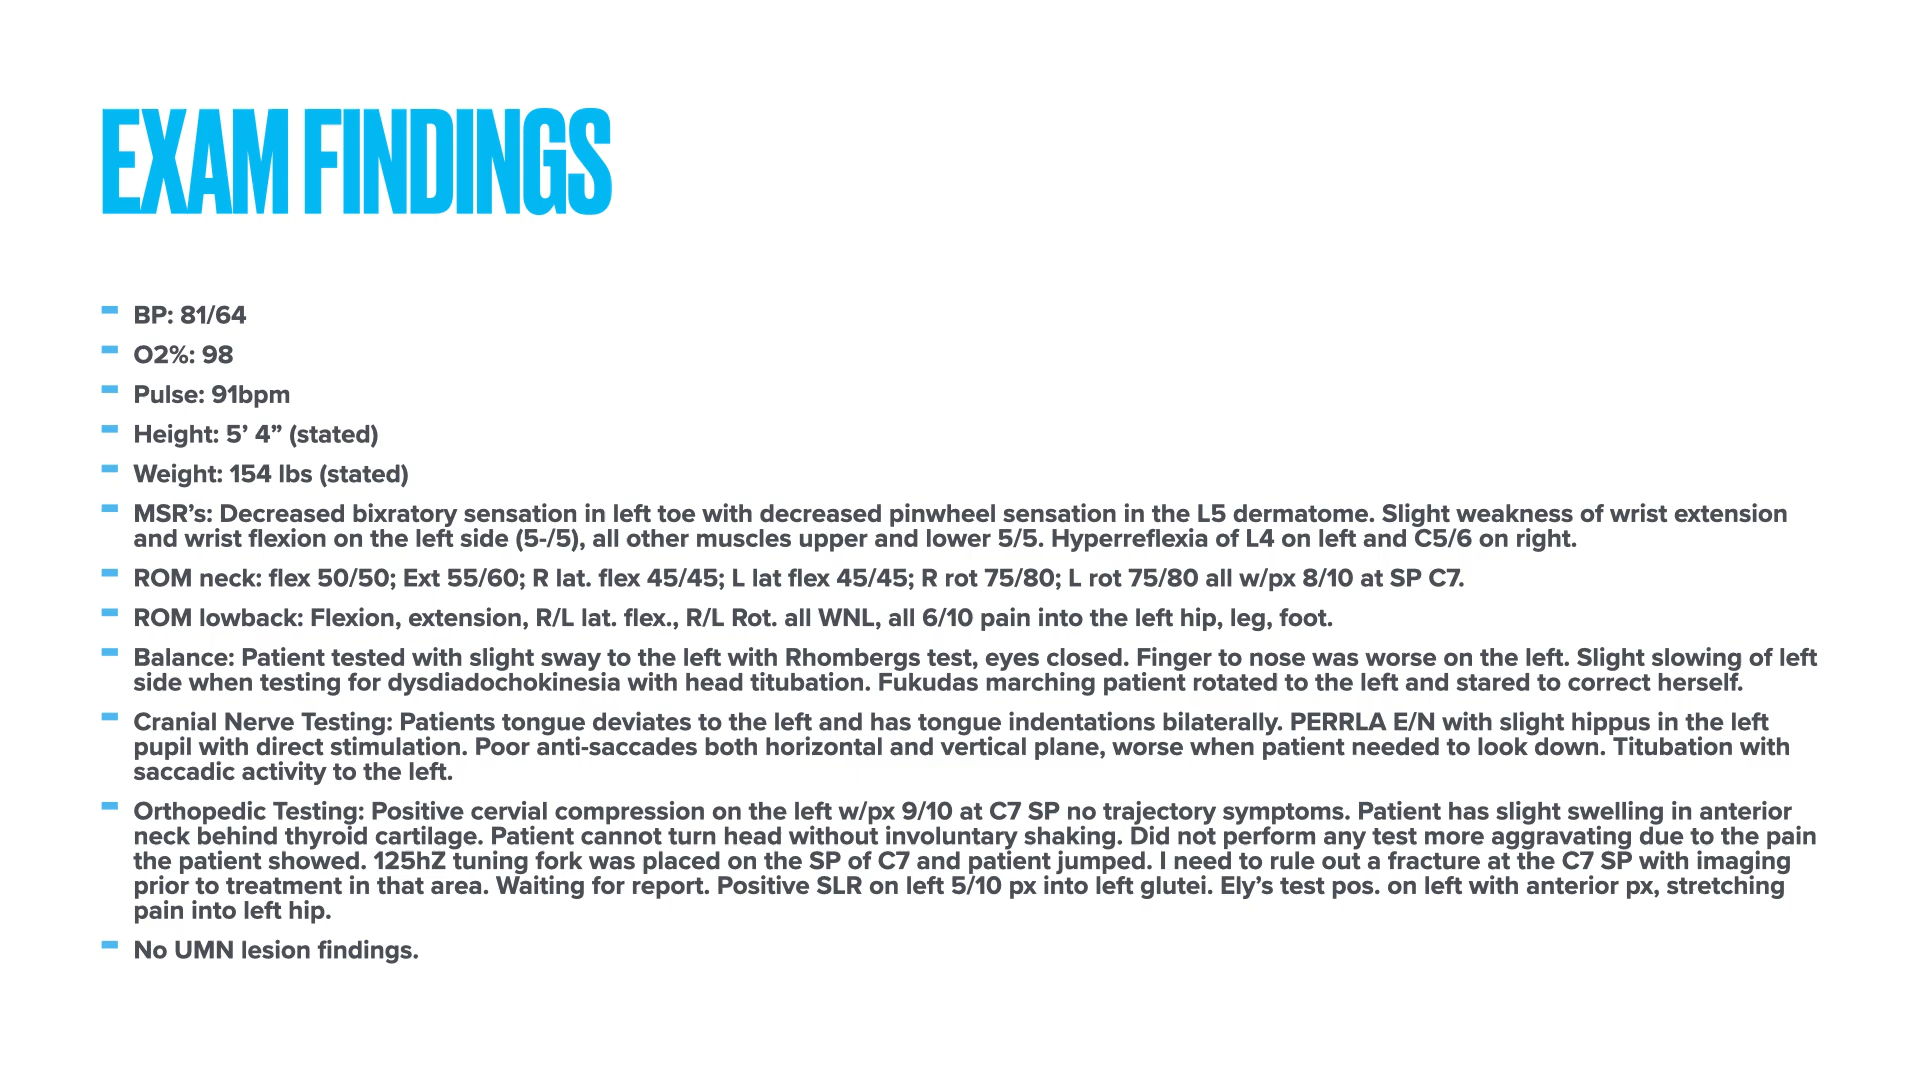 EXAM FINDINGS
BP: 81/64
O2%: 98
Pulse: 91bpm
Height: 5’ 4” (stated)
Weight: 154 lbs (stated)
MSR’s: Decreased bixratory sensation in left toe with decreased pinwheel sensation in the L5 dermatome. Slight weakness of wrist extension
and wrist flexion on the left side (5-/5), all other muscles upper and lower 5/5. Hyperreflexia of L4 on left and C5/6 on right.
ROM neck: flex 50/50; Ext 55/60; R lat. flex 45/45; L lat flex 45/45; R rot 75/80; L rot 75/80 all w/px 8/10 at SP C7.
ROM lowback: Flexion, extension, R/L lat. flex., R/L Rot. all WNL, all 6/10 pain into the left hip, leg, foot.
Balance: Patient tested with slight sway to the left with Rhombergs test, eyes closed. Finger to nose was worse on the left. Slight slowing of left
side when testing for dysdiadochokinesia with head titubation. Fukudas marching patient rotated to the left and stared to correct herself.
Cranial Nerve Testing: Patients tongue deviates to the left and has tongue indentations bilaterally. PERRLA E/N with slight hippus in the left
pupil with direct stimulation. Poor anti-saccades both horizontal and vertical plane, worse when patient needed to look down. Titubation with
saccadic activity to the left.
Orthopedic Testing: Positive cervial compression on the left w/px 9/10 at C7 SP no trajectory symptoms. Patient has slight swelling in anterior
neck behind thyroid cartilage. Patient cannot turn head without involuntary shaking. Did not perform any test more aggravating due to the pain
the patient showed. 125hZ tuning fork was placed on the SP of C7 and patient jumped. I need to rule out a fracture at the C7 SP with imaging
prior to treatment in that area. Waiting for report. Positive SLR on left 5/10 px into left glutei. Ely’s test pos. on left with anterior px, stretching
pain into left hip.
No UMN lesion findings.